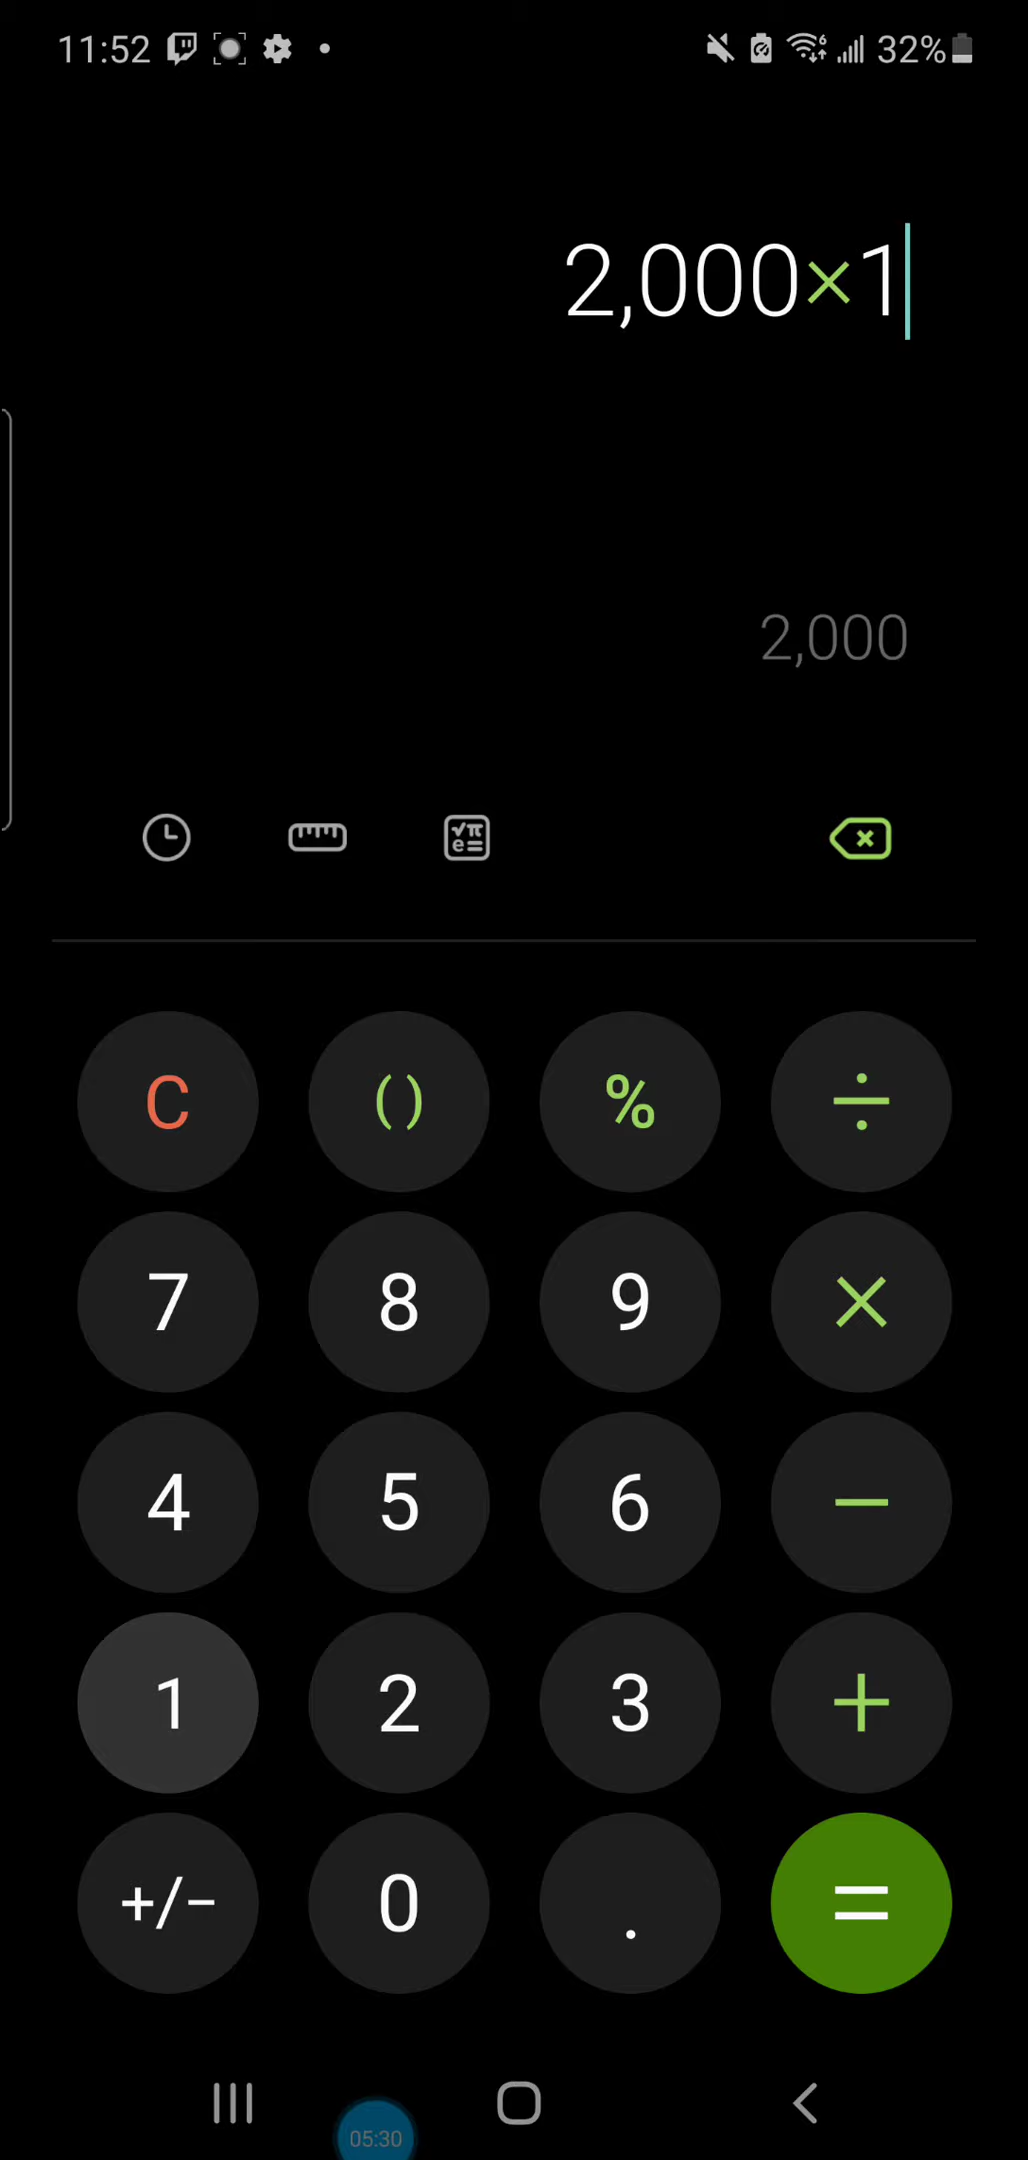 11:52 32%
2,000×1
2,000
√π
e=
C () % ÷
7 8 9 ×
4 5 6 −
1 2 3 +
+/− 0 . =
05:30